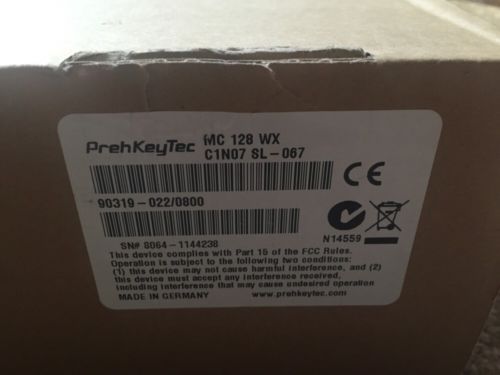 PrehKeyTec MC 128 WX
C1N07 SL-067
CE
90319-022/0800
N14559
SN# 8064-1144238
This device complies with Part 15 of the FCC Rules.
Operation is subject to the following two conditions:
(1) this device may not cause harmful interference, and (2)
this device must accept any interference received,
including interference that may cause undesired operation
MADE IN GERMANY www.prehkeytec.com